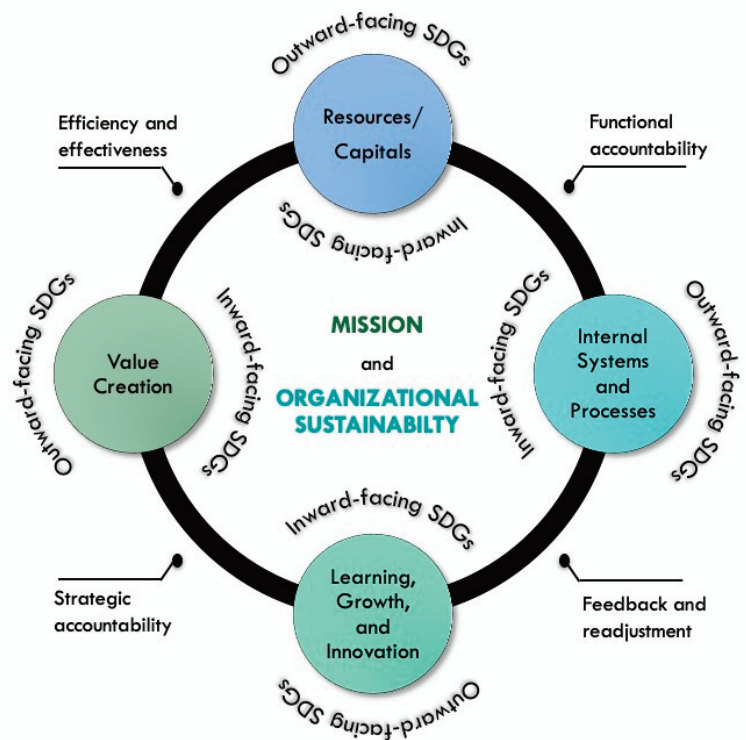 Outward-facing SDGs
Resources/
Capitals
Inward-facing SDGs
Efficiency and
effectiveness
Functional
accountability
Outward-facing SDGs
Value
Creation
Inward-facing SDGs
MISSION
and
ORGANIZATIONAL
SUSTAINABILTY
Inward-facing SDGs
Internal
Systems
and
Processes
Outward-facing SDGs
Inward-facing SDGs
Learning,
Growth,
and
Innovation
Outward-facing SDGs
Strategic
accountability
Feedback and
readjustment